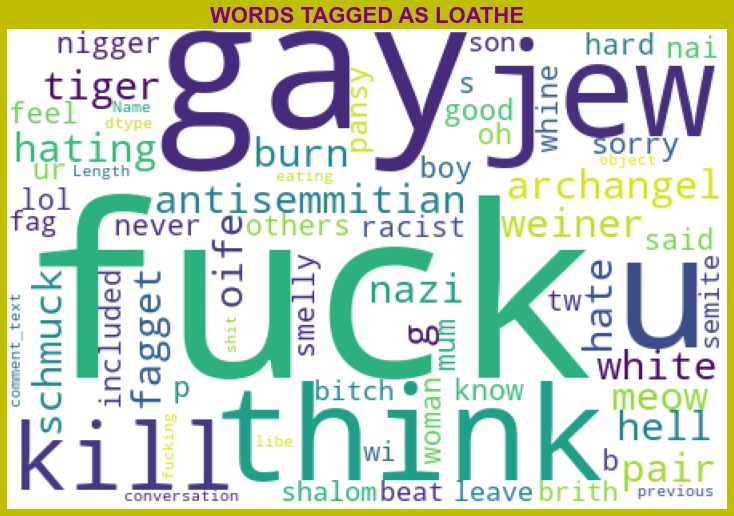 WORDS TAGGED AS LOATHE
nigger
gay
son
hard
nai
tiger
jew
feel
Name
dtype
pansy
s
good
oh
whine
sorry
object
hating
burn
ur
Length
eating
boy
archangel
lol
antisemmitian
fag
never
others
racist
weiner
said
fuck
u
oife
schmuck
comment_text
included
fagget
smelly
shit
nazi
g
mum
tw
hate
semite
white
think
kill
p
bitch
know
meow
woman
hell
fucking
libe
wi
b
pair
conversation
shalom
beat
leave
brith
previous